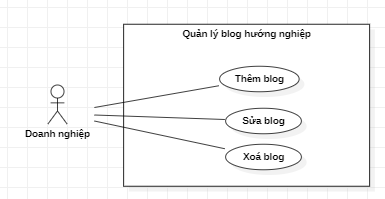 Quản lý blog hướng nghiệp
Thêm blog
Doanh nghiệp
Sửa blog
Xoá blog